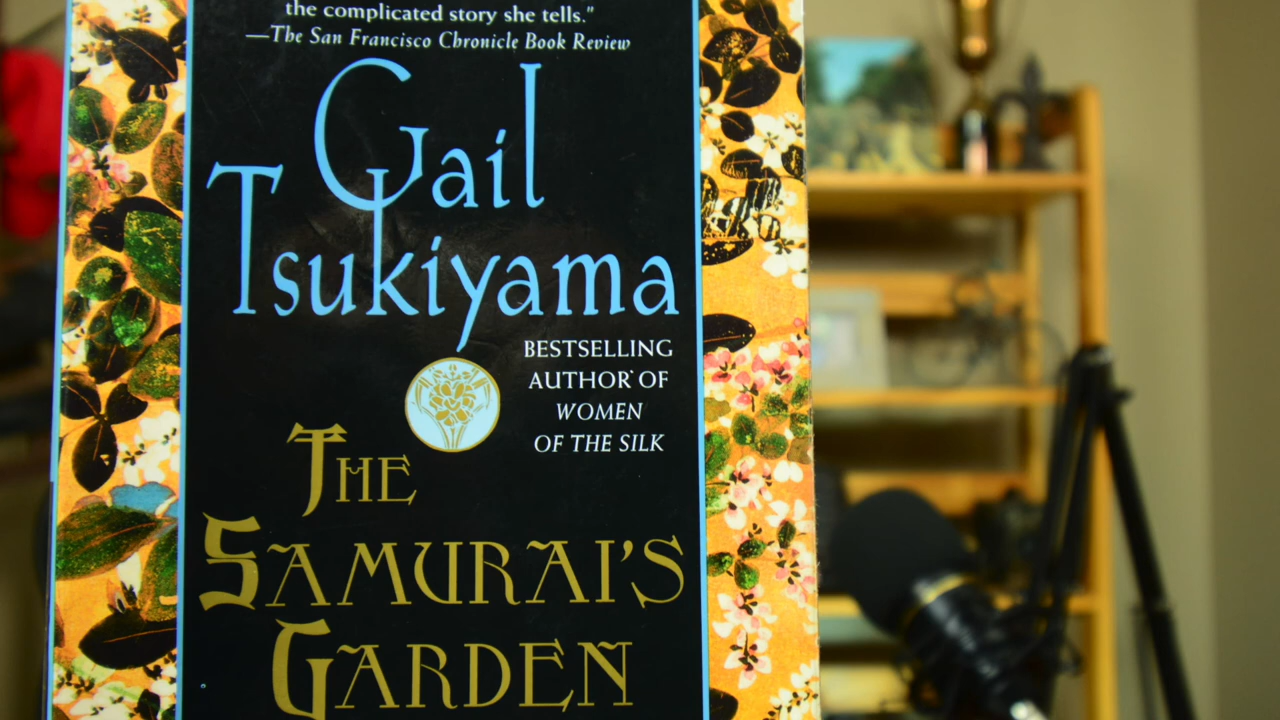 the complicated story she tells."
—The San Francisco Chronicle Book Review
Gail
Tsukiyama
BESTSELLING
AUTHOR OF
WOMEN
OF THE SILK
THE
SAMURAI'S
GARDEN